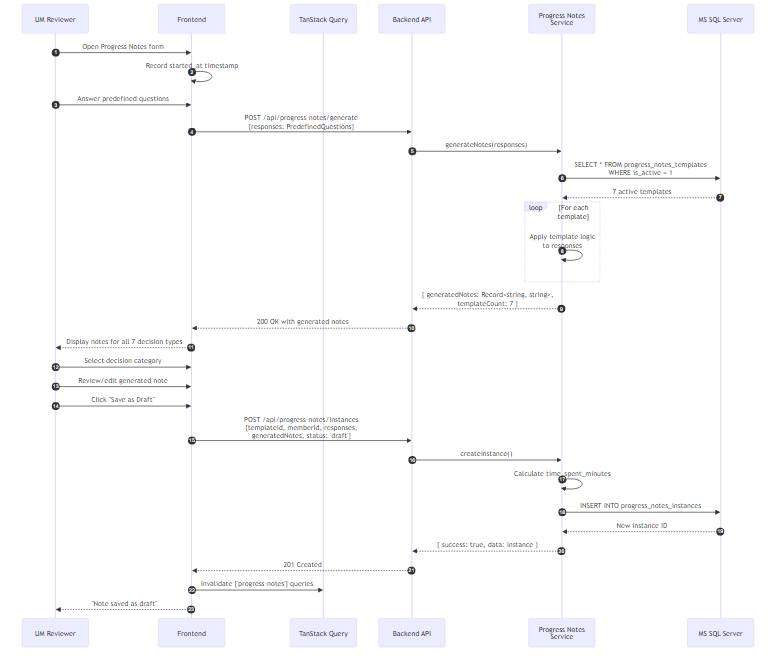 UM Reviewer
Frontend
TanStack Query
Backend API
Progress Notes
Service
MS SQL Server
1
Open Progress Notes form
Record started_at timestamp
2
3
Answer predefined questions
4
POST /api/progress-notes/generate
[responses: PredefinedQuestions]
5
generateNotes(responses)
6
SELECT * FROM progress_notes_templates
WHERE is_active = 1
7 active templates
7
loop
[For each
template]
Apply template logic
to responses
8
[ generatedNotes: Record<string, string>,
templateCount: 7 ]
9
200 OK with generated notes
10
Display notes for all 7 decision types
11
12
Select decision category
13
Review/edit generated note
14
Click "Save as Draft"
15
POST /api/progress-notes/instances
[templateId, memberId, responses,
generatedNotes, status: 'draft']
16
createInstance()
Calculate time_spent_minutes
17
18
INSERT INTO progress_notes_instances
New instance ID
19
[ success: true, data: instance ]
20
201 Created
21
22
Invalidate ['progress-notes'] queries
"Note saved as draft"
23
UM Reviewer
Frontend
TanStack Query
Backend API
Progress Notes
Service
MS SQL Server